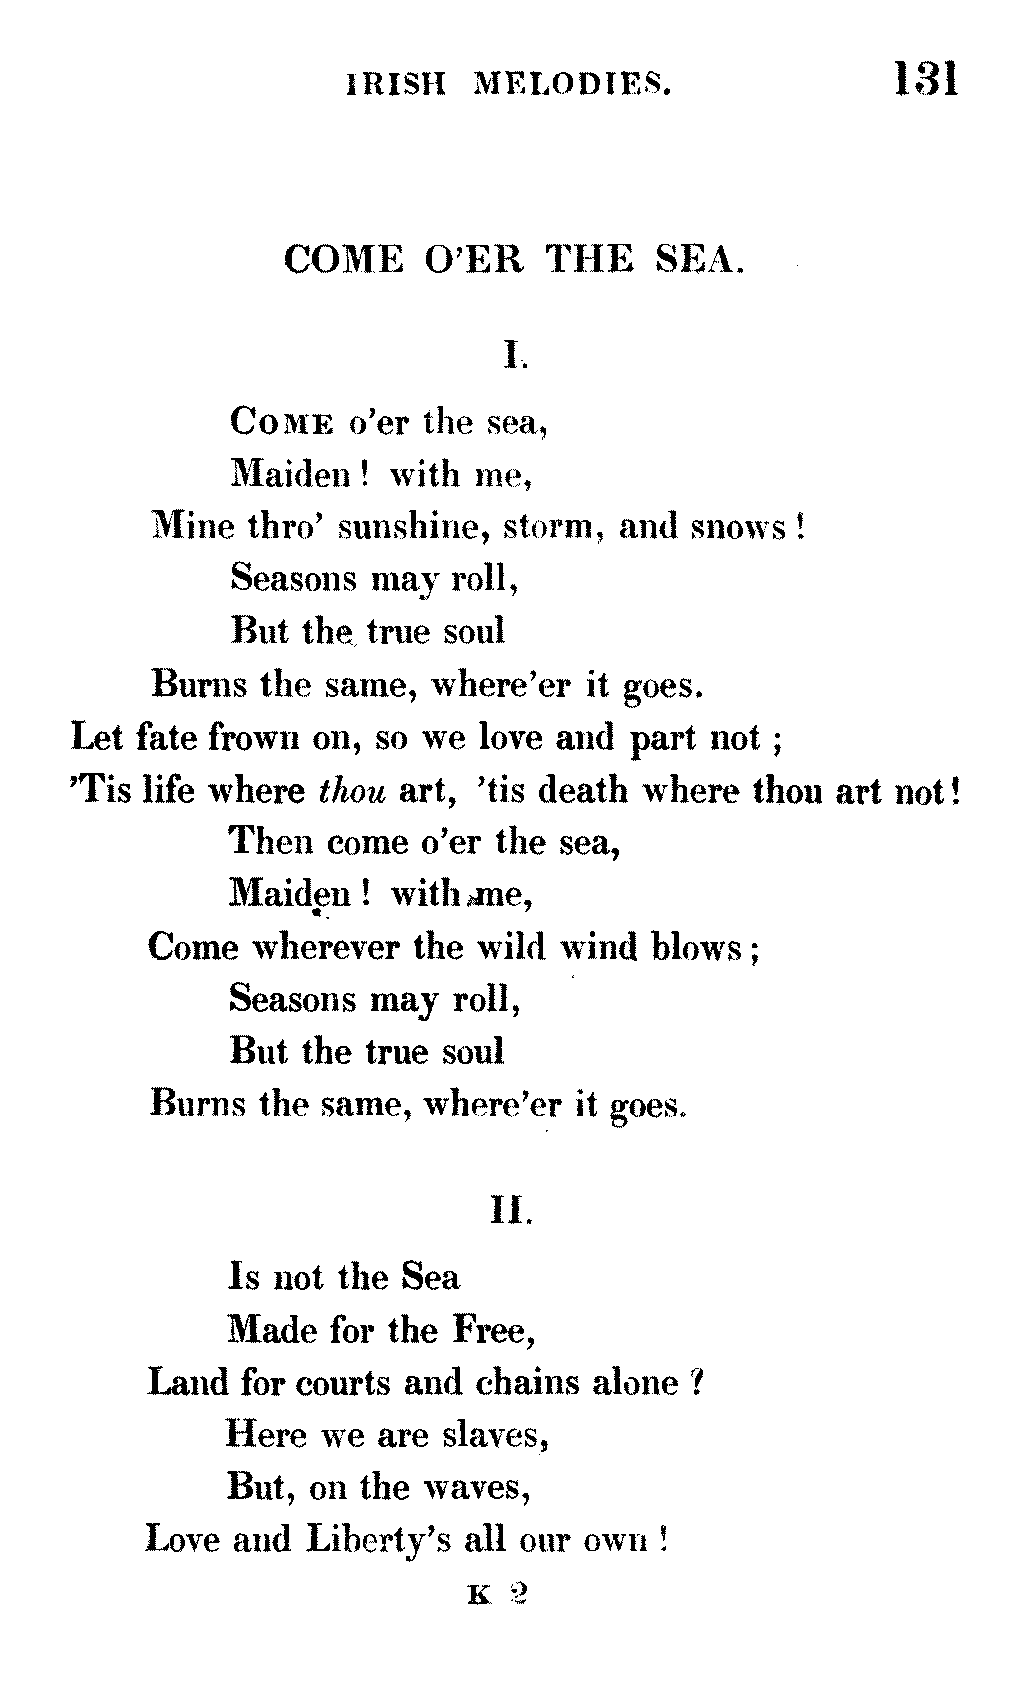 IRISH MELODIES. 131
COME O'ER THE SEA.
I.
COME o'er the sea,
Maiden ! with me,
Mine thro' sunshine, storm, and snows !
Seasons may roll,
But the true soul
Burns the same, where'er it goes.
Let fate frown on, so we love and part not ;
'Tis life where thou art, 'tis death where thou art not!
Then come o'er the sea,
Maiden ! with me,
Come wherever the wild wind blows ;
Seasons may roll,
But the true soul
Burns the same, where'er it goes.
II.
Is not the Sea
Made for the Free,
Land for courts and chains alone ?
Here we are slaves,
But, on the waves,
Love and Liberty's all our own !
K 2